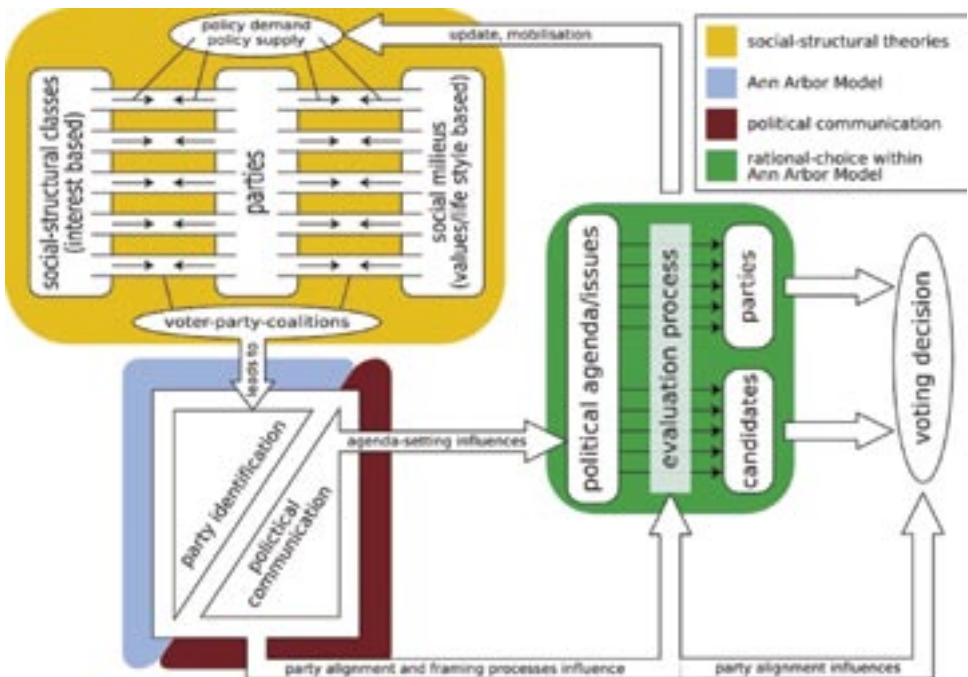 policy demand
policy supply
update, mobilisation
social-structural theories
Ann Arbor Model
political communication
rational-choice within
Ann Arbor Model
social-structural classes
(interest based)
parties
social milieus
(values/life style based)
voter-party-coalitions
leads to
party identification
polictical
communication
agenda-setting influences
political agenda/issues
evaluation process
parties
candidates
voting decision
party alignment and framing processes influence
party alignment influences